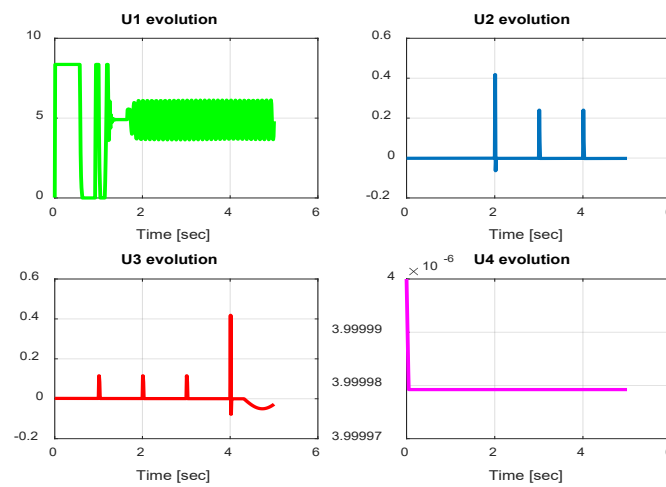 U1 evolution
10
5
0
0 2 4 6
Time [sec]
U2 evolution
0.6
0.4
0.2
0
-0.2
0 2 4 6
Time [sec]
U3 evolution
0.6
0.4
0.2
0
-0.2
0 2 4 6
Time [sec]
U4 evolution
× 10 -6
4
3.99999
3.99998
3.99997
0 2 4 6
Time [sec]